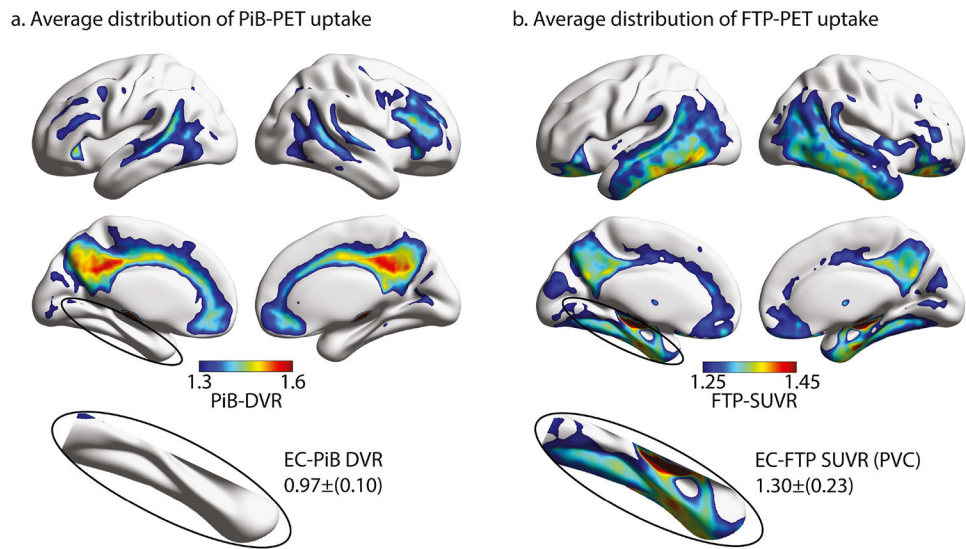 a. Average distribution of PiB-PET uptake
b. Average distribution of FTP-PET uptake
1.3
1.6
PiB-DVR
1.25
1.45
FTP-SUVR
EC-PiB DVR
0.97±(0.10)
EC-FTP SUVR (PVC)
1.30±(0.23)